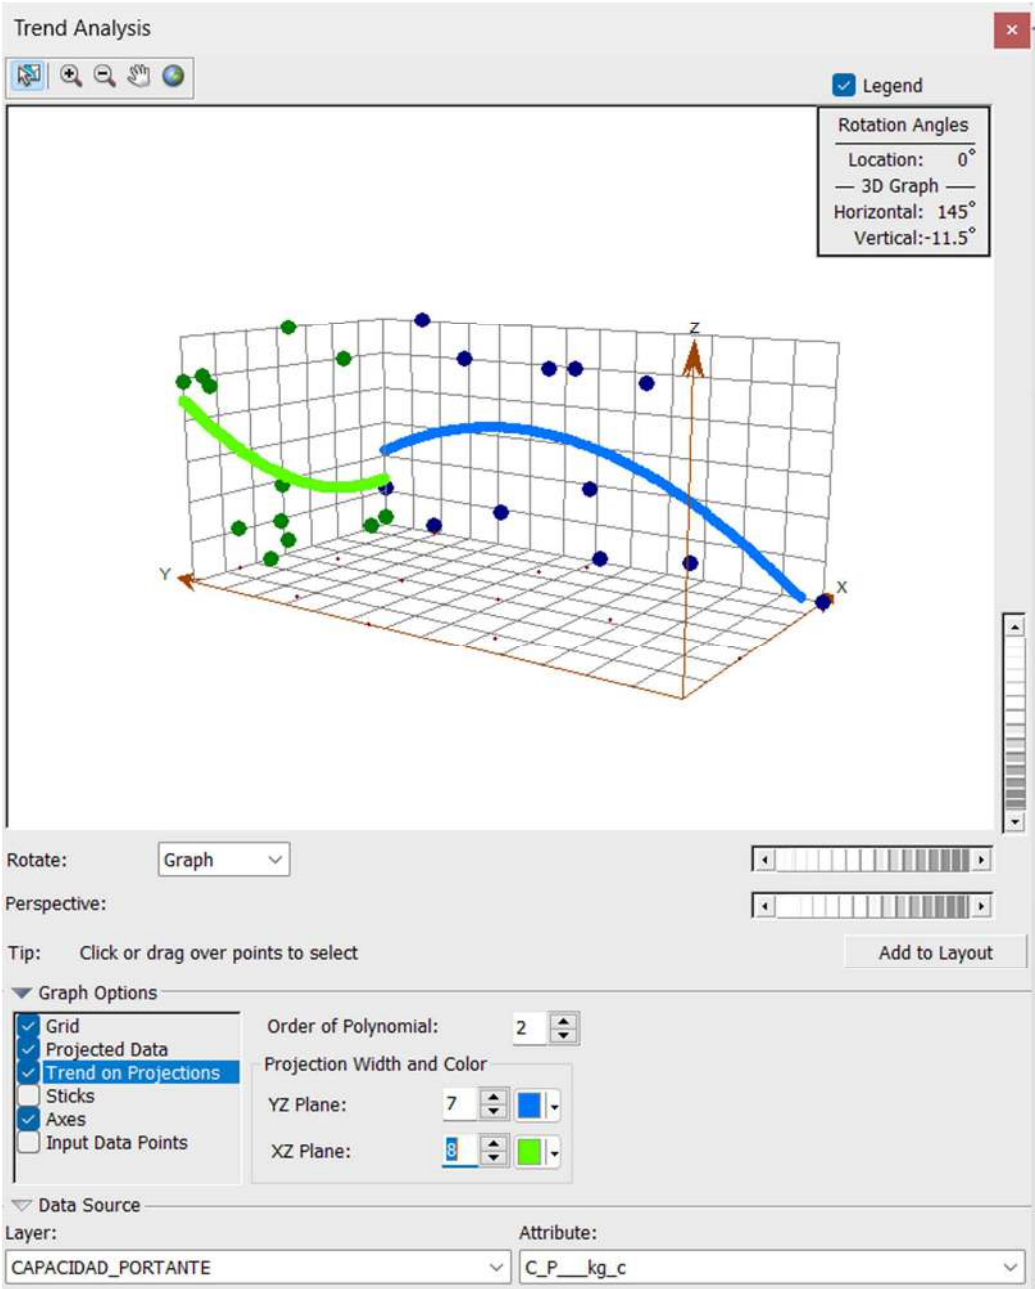 Trend Analysis
Legend
Rotation Angles
Location: 0°
3D Graph
Horizontal: 145°
Vertical:-11.5°
Z
Y
X
Rotate: Graph
Perspective:
Tip: Click or drag over points to select
Add to Layout
Graph Options
Grid
Projected Data
Trend on Projections
Sticks
Axes
Input Data Points
Order of Polynomial: 2
Projection Width and Color
YZ Plane: 7
XZ Plane: 8
Data Source
Layer:
Attribute:
CAPACIDAD_PORTANTE
C_P___kg_c